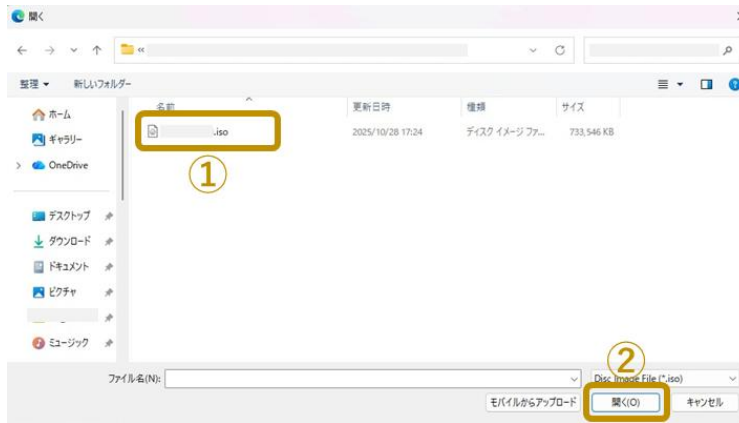 開く
整理
新しいフォルダー
ホーム
ギャラリー
OneDrive
デスクトップ
ダウンロード
ドキュメント
ピクチャ
ミュージック
名前 更新日時 種類 サイズ
.iso 2025/10/28 17:24 ディスク イメージ ファ... 733,546 KB
①
②
ファイル名(N):
Disc Image File (*.iso)
モバイルからアップロード 開く(O) キャンセル